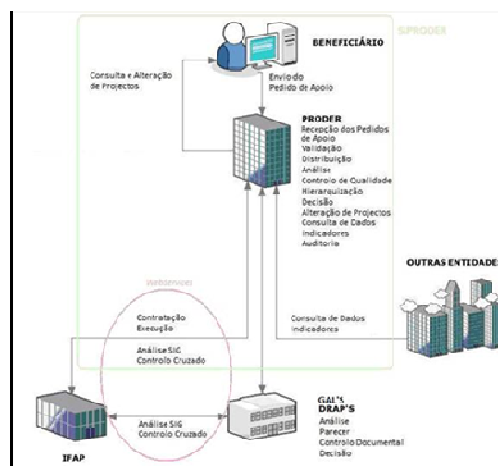 SIPRODER
BENEFICIÁRIO
Consulta e Alteração
de Projectos
Envio do
Pedido de Apoio
PRODER
Recepção dos Pedidos
de Apoio
Validação
Distribuição
Análise
Controlo de Qualidade
Hierarquização
Decisão
Alteração de Projectos
Consulta de Dados
Indicadores
Auditoria
OUTRAS ENTIDADES
Webservices
Contratação
Execução
Análise SIG
Controlo Cruzado
Consulta de Dados
Indicadores
Análise SIG
Controlo Cruzado
IFAP
GAL'S
DRAP'S
Análise
Parecer
Controlo Documental
Decisão